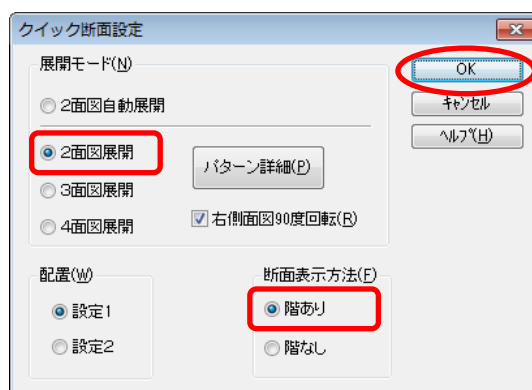 クイック断面設定
展開モード(N)
2面図自動展開
2面図展開
3面図展開
4面図展開
パターン詳細(P)
右側面図90度回転(R)
OK
キャンセル
ヘルプ(H)
配置(W)
設定1
設定2
断面表示方法(F)
階あり
階なし